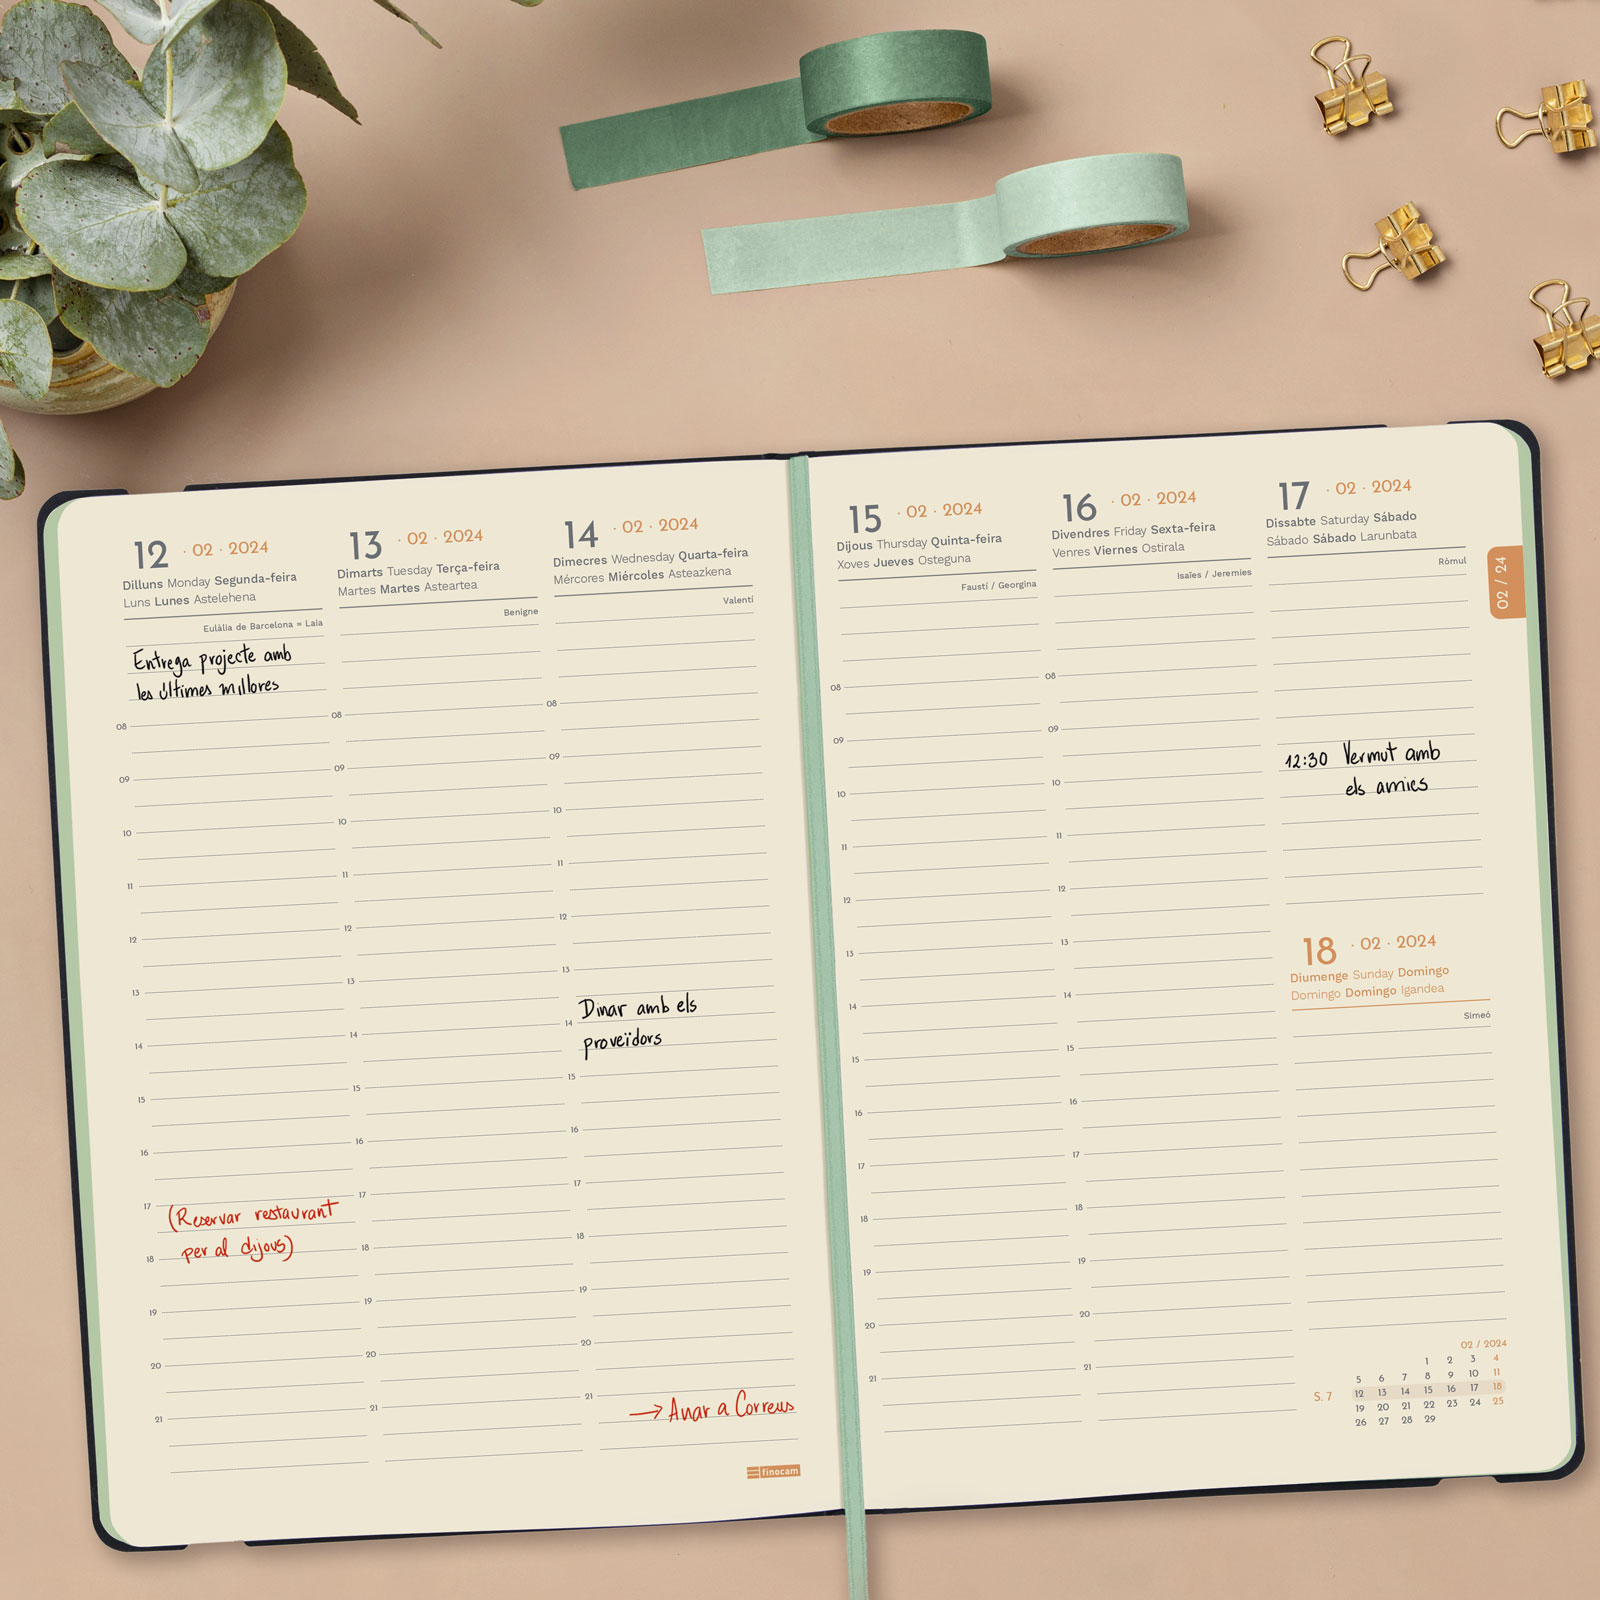 12 · 02 · 2024
Dilluns Monday Segunda-feira
Luns Lunes Astelehena
Eulàlia de Barcelona = Laia
Entrega projecte amb
les últimes millores
08
09
10
11
12
13
14
15
16
17
(Reservar restaurant
per al dijous)
18
19
20
21
13 · 02 · 2024
Dimarts Tuesday Terça-feira
Martes Martes Asteartea
Benigne
08
09
10
11
12
13
14
15
16
17
18
19
20
21
14 · 02 · 2024
Dimecres Wednesday Quarta-feira
Mércores Miércoles Asteazkena
Valentí
08
09
10
11
12
13
Dinar amb els
14
proveïdors
15
16
17
18
19
20
21
→ Anar a Correus
finocam
15 · 02 · 2024
Dijous Thursday Quinta-feira
Xoves Jueves Osteguna
Faustí / Georgina
08
09
10
11
12
13
14
15
16
17
18
19
20
21
16 · 02 · 2024
Divendres Friday Sexta-feira
Venres Viernes Ostirala
Isaïes / Jeremies
08
09
10
11
12
13
14
15
16
17
18
19
20
21
17 · 02 · 2024
Dissabte Saturday Sábado
Sábado Sábado Larunbata
Ròmul
12:30 Vermut amb
els amics
18 · 02 · 2024
Diumenge Sunday Domingo
Domingo Domingo Igandea
Simeó
02 / 2024
1 2 3 4
5 6 7 8 9 10 11
S. 7 12 13 14 15 16 17 18
19 20 21 22 23 24 25
26 27 28 29
02 / 24